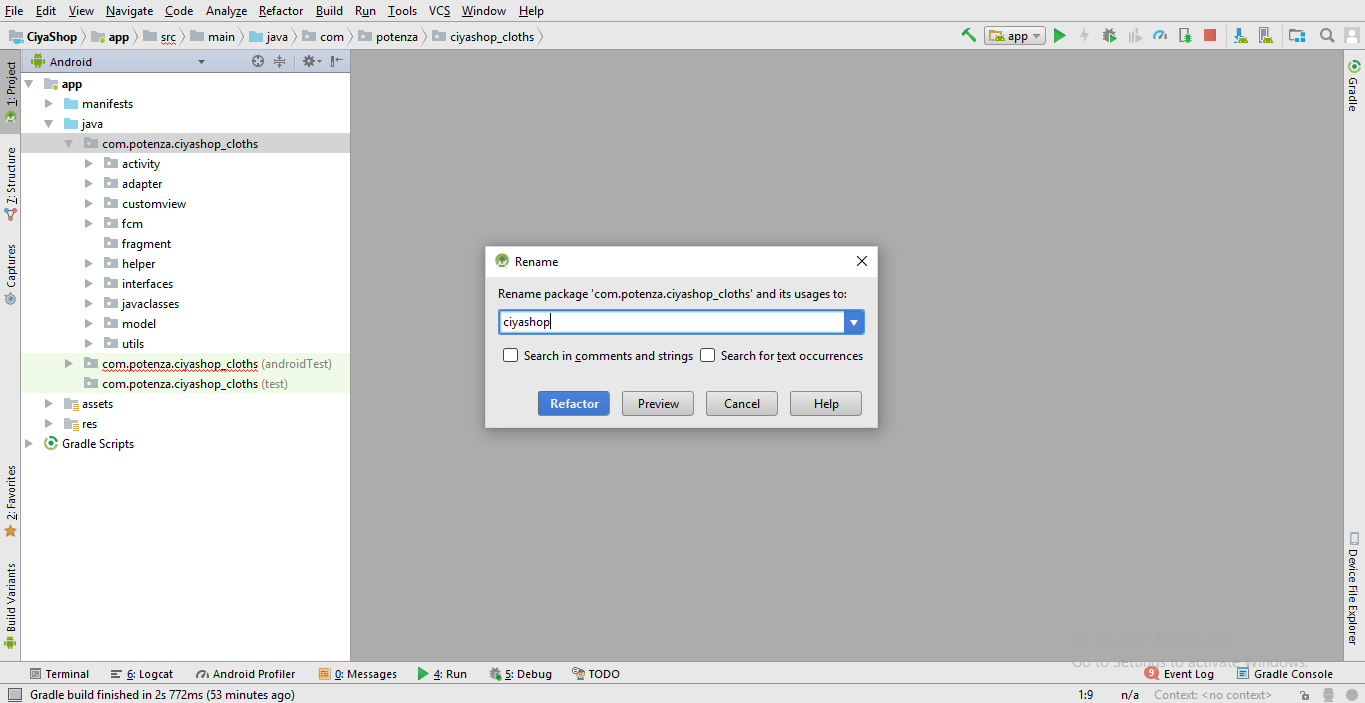 File Edit View Navigate Code Analyze Refactor Build Run Tools VCS Window Help
CiyaShop app src main java com potenza ciyashop_cloths app
1: Project
Android
app
manifests
java
com.potenza.ciyashop_cloths
activity
adapter
customview
fcm
fragment
helper
interfaces
javaclasses
model
utils
com.potenza.ciyashop_cloths (androidTest)
com.potenza.ciyashop_cloths (test)
assets
res
Gradle Scripts
7: Structure
Captures
2: Favorites
Build Variants
Rename
Rename package 'com.potenza.ciyashop_cloths' and its usages to:
ciyashop
Search in comments and strings Search for text occurrences
Refactor Preview Cancel Help
Gradle
Device File Explorer
Activate Windows
Go to Settings to activate Windows.
Terminal 6: Logcat Android Profiler 0: Messages 4: Run 5: Debug TODO 9 Event Log Gradle Console
Gradle build finished in 2s 772ms (53 minutes ago) 1:9 n/a Context: <no context>